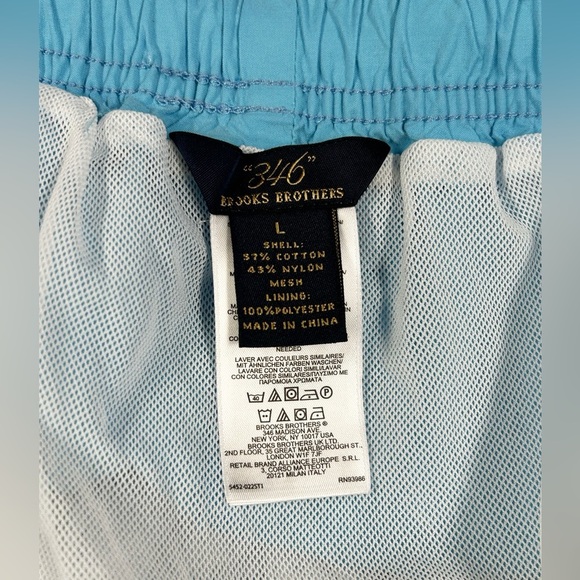 "346"
BROOKS BROTHERS
L
SHELL:
57% COTTON
43% NYLON
MESH
LINING:
100%POLYESTER
MADE IN CHINA
NEEDED
LAVER AVEC COULEURS SIMILAIRES/
MIT ÄHNLICHEN FARBEN WASCHEN/
LAVARE CON COLORI SIMILI/LAVAR
CON COLORES SIMILARES/ΠΛΥΣΙΜΟ ΜΕ
ΠΑΡΟΜΟΙΑ ΧΡΩΜΑΤΑ
40 P
BROOKS BROTHERS ®
346 MADISON AVE.
NEW YORK, NY 10017 USA
BROOKS BROTHERS UK LTD.
2ND FLOOR, 35 GREAT MARLBOROUGH ST.,
LONDON W1F 7JF
RETAIL BRAND ALLIANCE EUROPE, S.R.L.
3, CORSO MATTEOTTI
20121 MILAN ITALY
RN93986